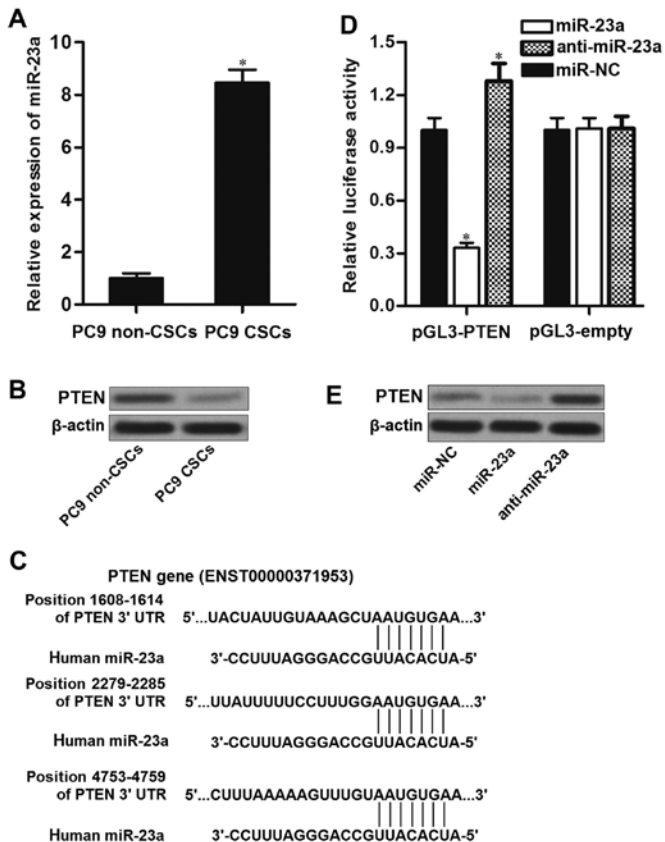 A
Relative expression of miR-23a
10
8
6
4
2
0
*
PC9 non-CSCs
PC9 CSCs
D
miR-23a
anti-miR-23a
miR-NC
Relative luciferase activity
1.5
1.2
0.9
0.6
0.3
0.0
*
*
pGL3-PTEN
pGL3-empty
B
PTEN
β-actin
PC9 non-CSCs
PC9 CSCs
E
PTEN
β-actin
miR-NC
miR-23a
anti-miR-23a
C
PTEN gene (ENST00000371953)
Position 1608-1614
of PTEN 3' UTR 5'...UACUAUUGUAAAGCUAAUGUGAA...3'
Human miR-23a 3'-CCUUUAGGGACCGUUACACUA-5'
Position 2279-2285
of PTEN 3' UTR 5'...UUAUUUUUCCUUUGGAAUGUGAA...3'
Human miR-23a 3'-CCUUUAGGGACCGUUACACUA-5'
Position 4753-4759
of PTEN 3' UTR 5'...CUUUAAAAAGUUUGUAAUGUGAA...3'
Human miR-23a 3'-CCUUUAGGGACCGUUACACUA-5'